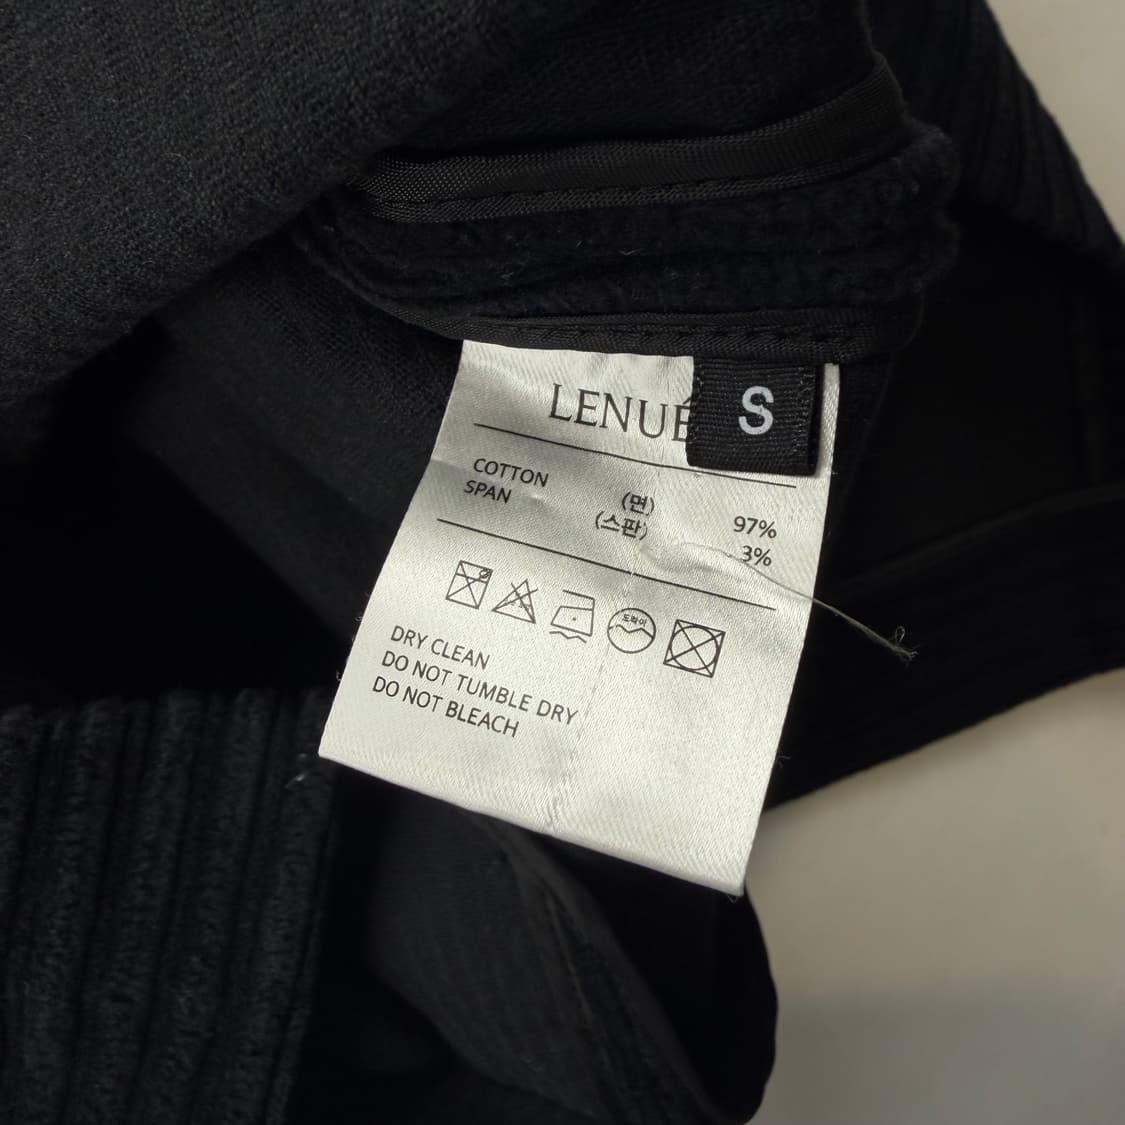 LENUÉ
S
COTTON (면) 97%
SPAN (스판) 3%
드라이
DRY CLEAN
DO NOT TUMBLE DRY
DO NOT BLEACH